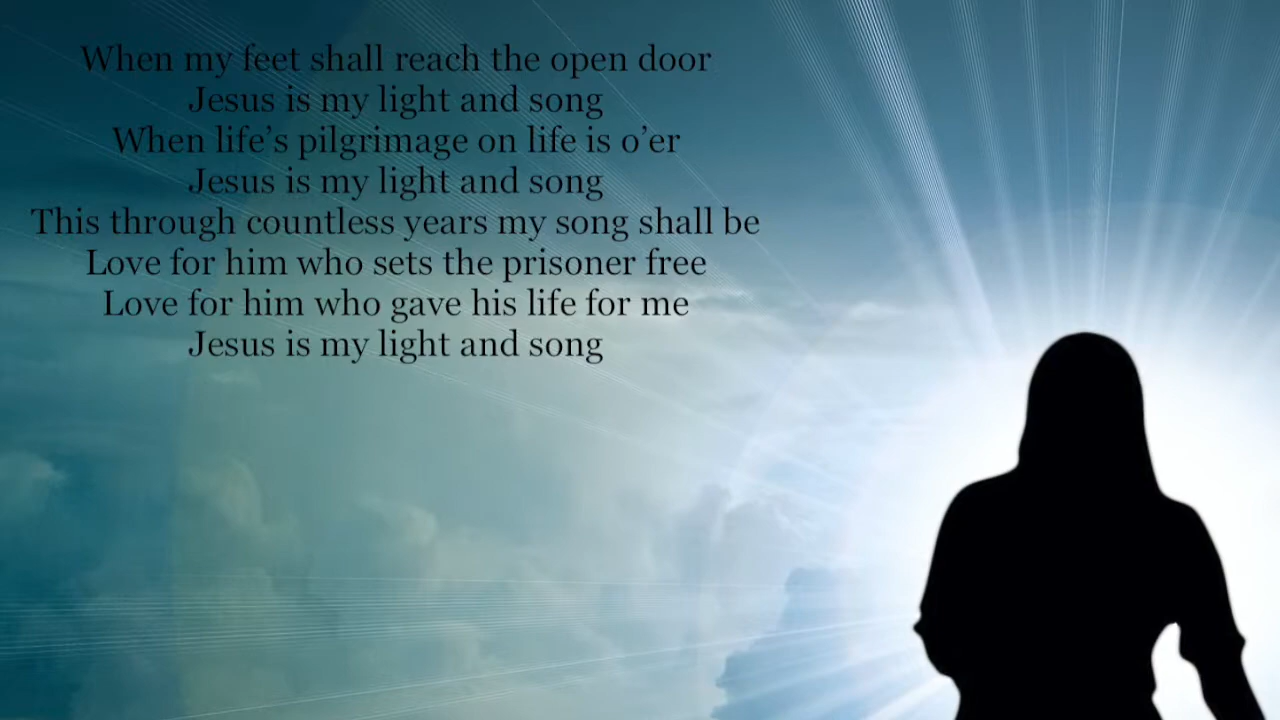 When my feet shall reach the open door
Jesus is my light and song
When life’s pilgrimage on life is o’er
Jesus is my light and song
This through countless years my song shall be
Love for him who sets the prisoner free
Love for him who gave his life for me
Jesus is my light and song